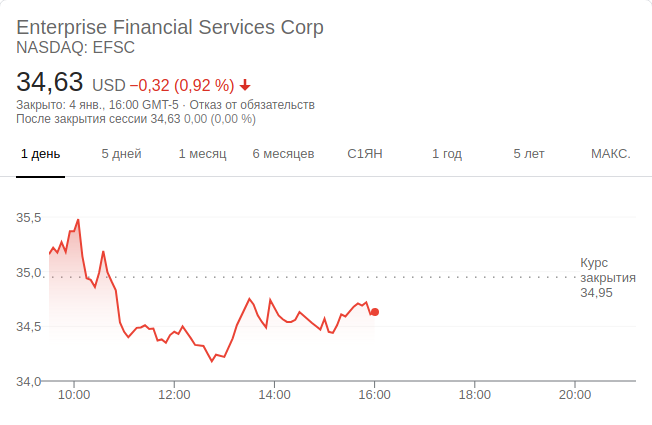 Enterprise Financial Services Corp
NASDAQ: EFSC
34,63 USD −0,32 (0,92 %)
Закрыто: 4 янв., 16:00 GMT-5 · Отказ от обязательств
После закрытия сессии 34,63 0,00 (0,00 %)
1 день 5 дней 1 месяц 6 месяцев С1ЯН 1 год 5 лет МАКС.
35,5
35,0
34,5
34,0
Курс
закрытия
34,95
10:00 12:00 14:00 16:00 18:00 20:00